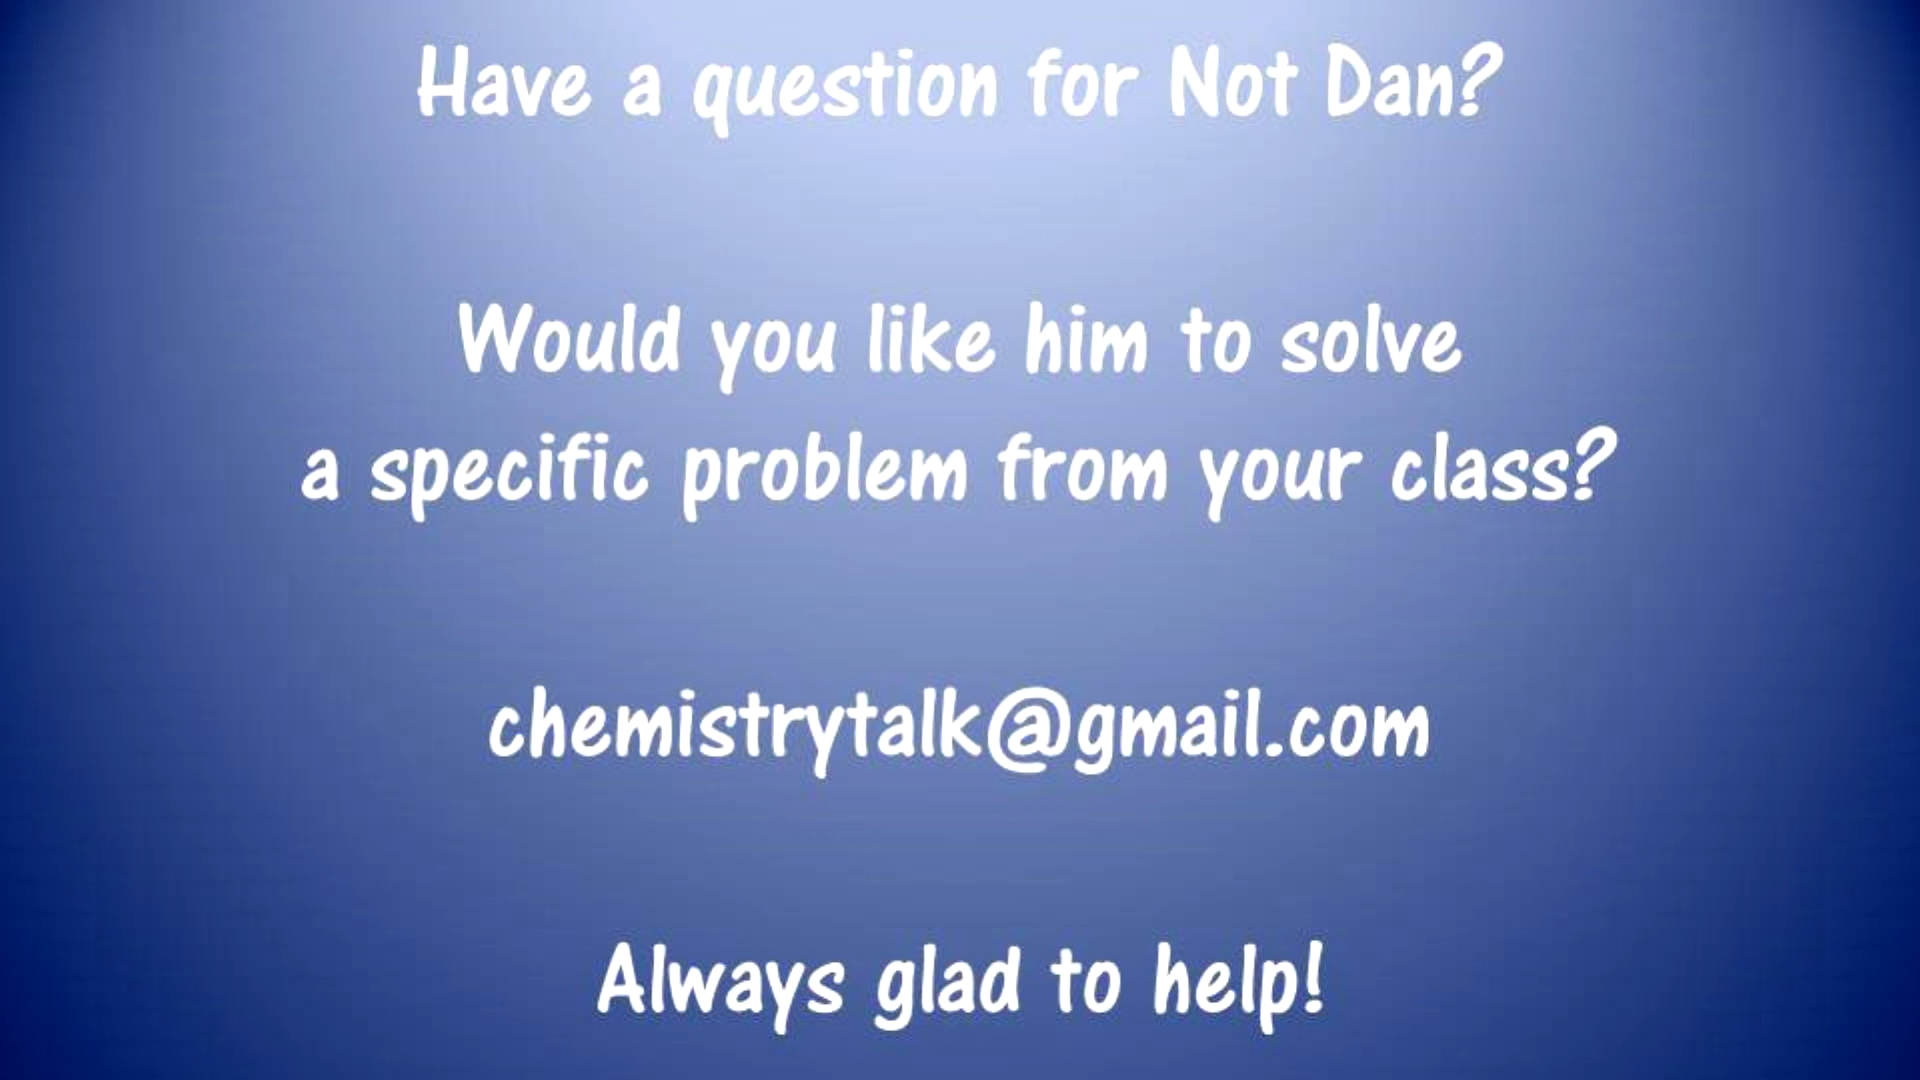 Have a question for Not Dan?
Would you like him to solve
a specific problem from your class?
chemistrytalk@gmail.com
Always glad to help!